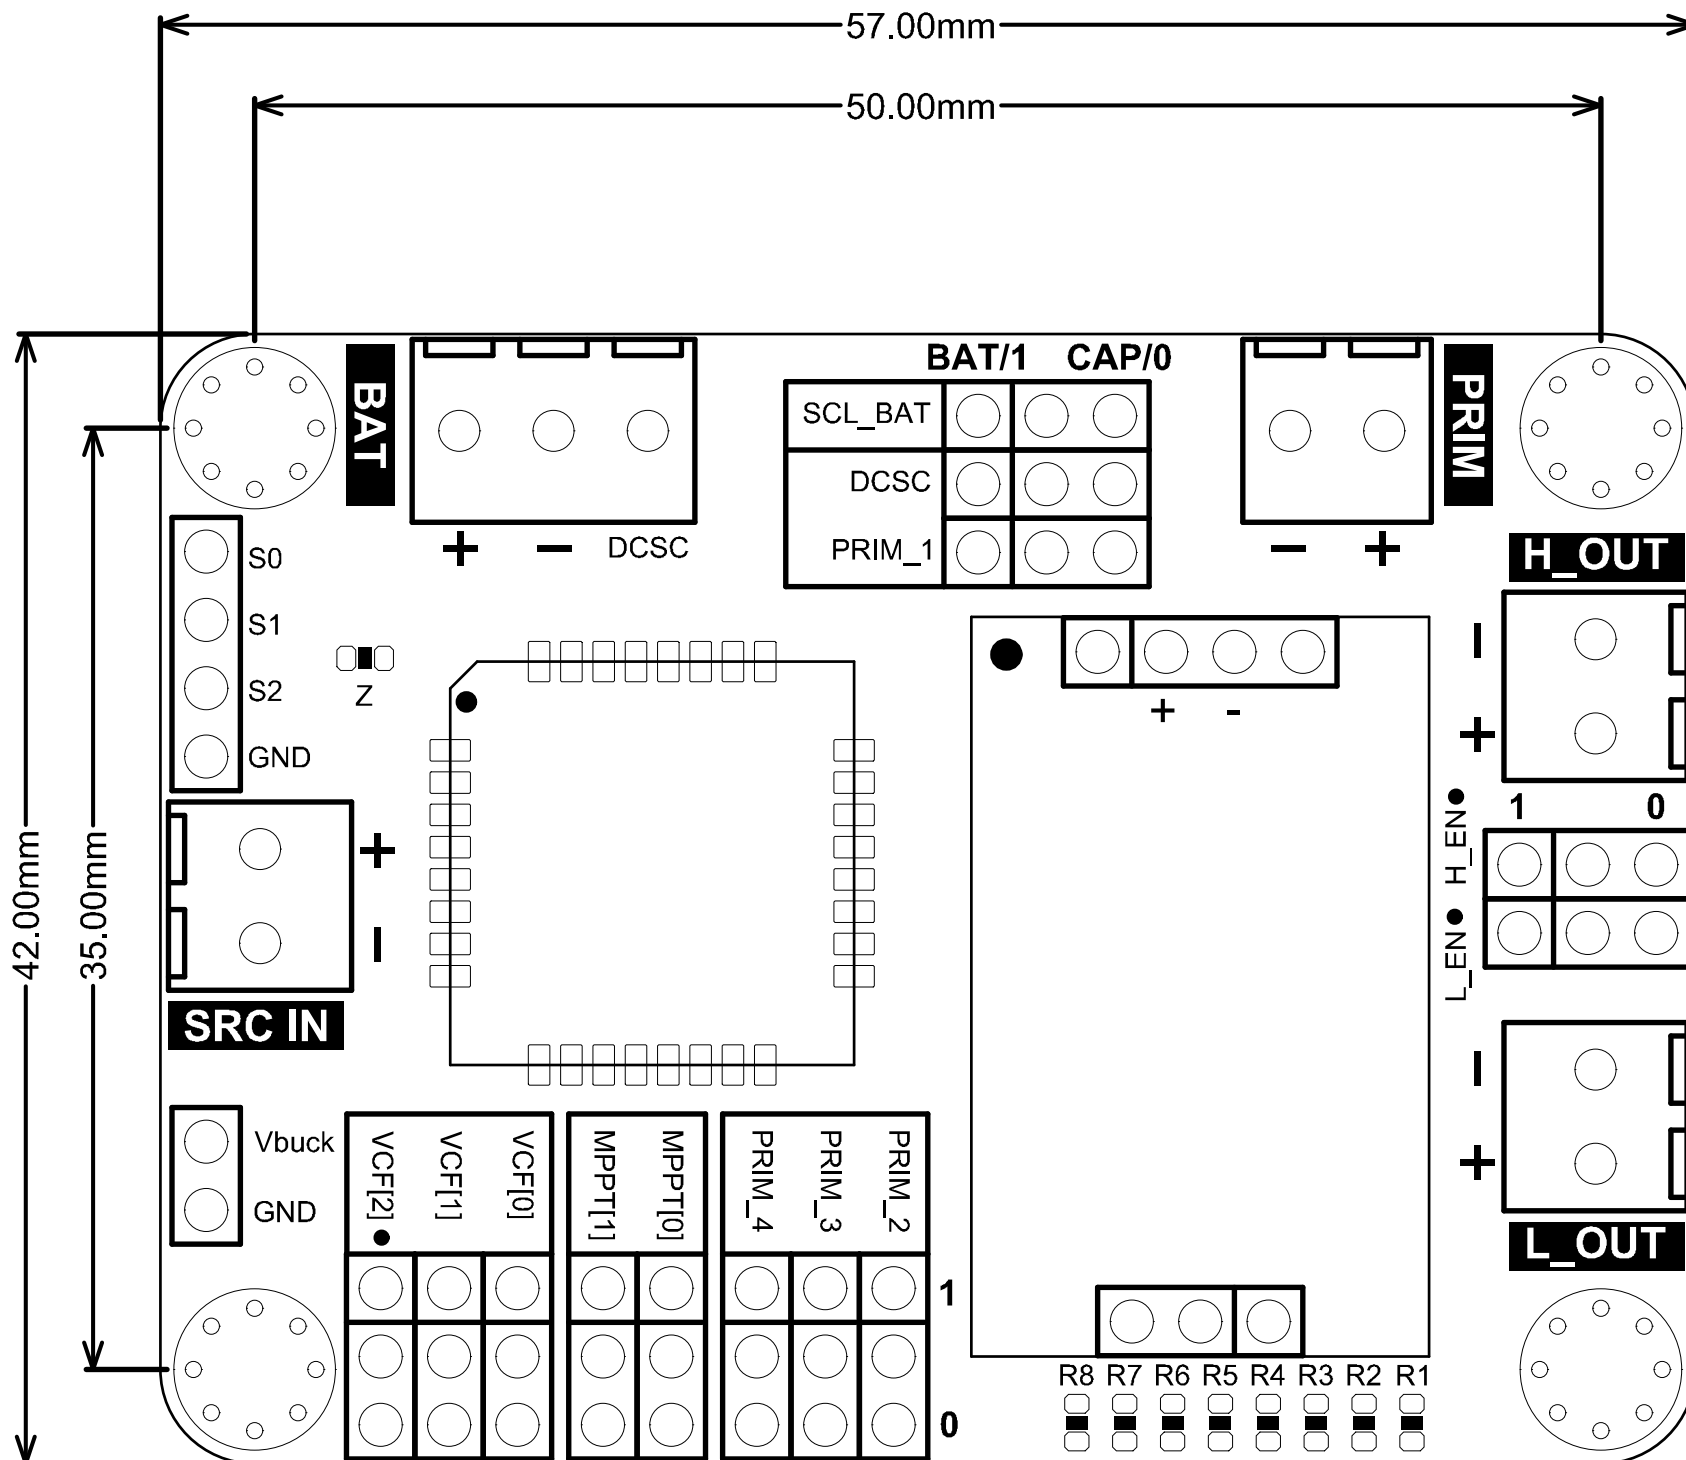 57.00mm
50.00mm
BAT/1 CAP/0
BAT
SCL_BAT
DCSC
PRIM_1
PRIM
+ − DCSC
− +
H_OUT
S0
S1
S2
GND
Z
+ -
−
+
1 0
H_EN
L_EN
+
−
SRC IN
42.00mm
35.00mm
−
+
L_OUT
Vbuck
GND
VCF[2]
VCF[1]
VCF[0]
MPPT[1]
MPPT[0]
PRIM_4
PRIM_3
PRIM_2
1
0
R8 R7 R6 R5 R4 R3 R2 R1